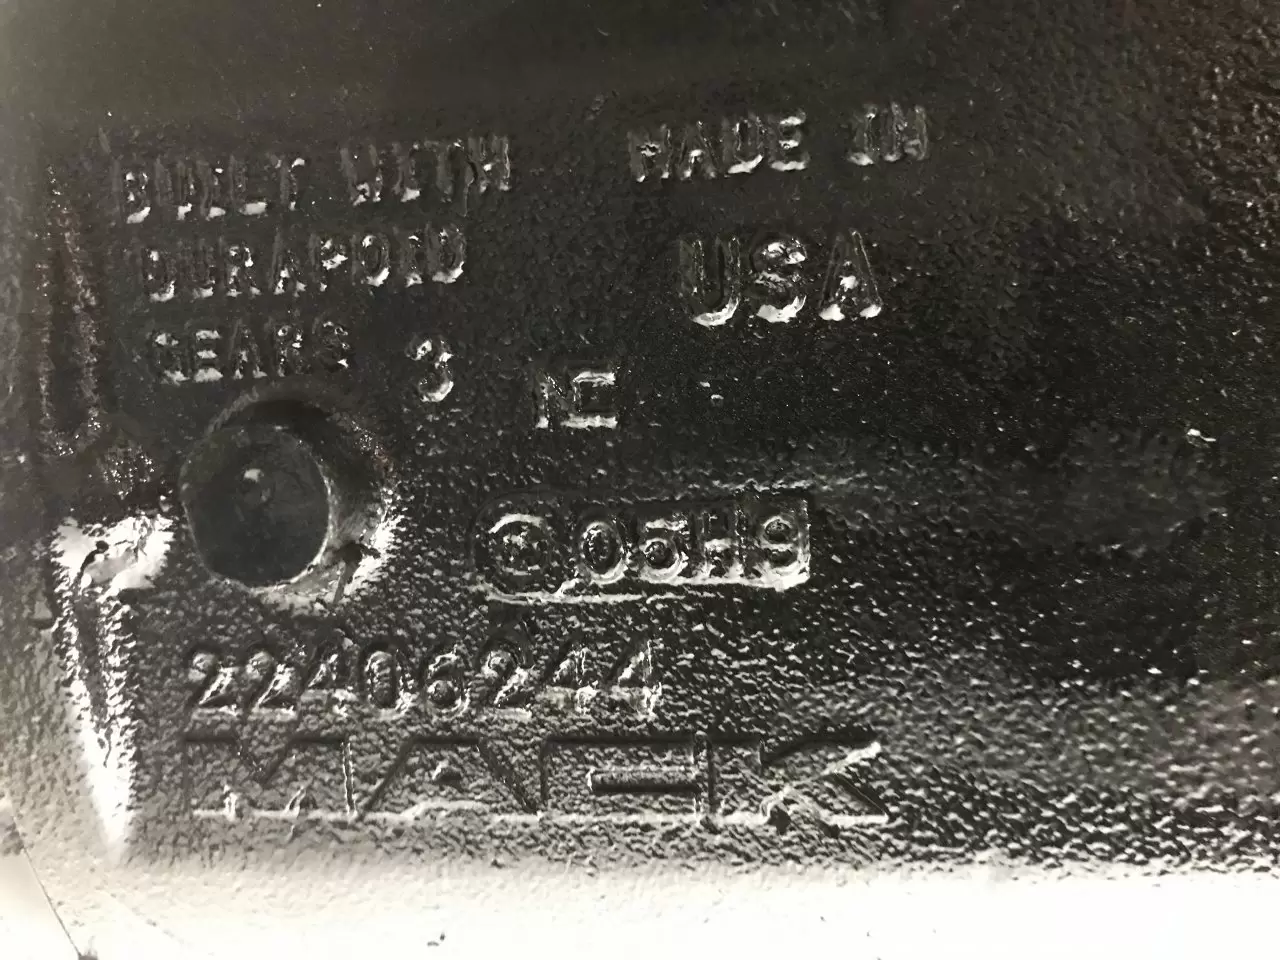 BUILT WITH
DURAPOID
GEARS 3
MADE IN
USA
05H9
22406244
MACK